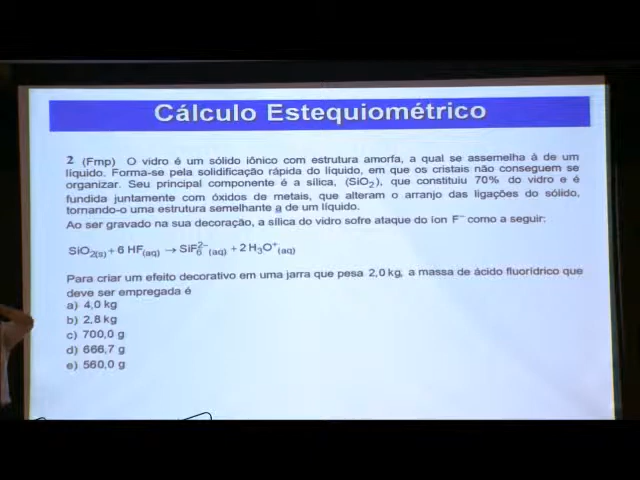 Cálculo Estequiométrico
2 (Fmp) O vidro é um sólido iônico com estrutura amorfa, a qual se assemelha à de um
líquido. Forma-se pela solidificação rápida do líquido, em que os cristais não conseguem se
organizar. Seu principal componente é a sílica, (SiO₂), que constituiu 70% do vidro e é
fundida juntamente com óxidos de metais, que alteram o arranjo das ligações do sólido,
tornando-o uma estrutura semelhante a de um líquido.
Ao ser gravado na sua decoração, a sílica do vidro sofre ataque do íon F⁻ como a seguir:
SiO₂₍ₛ₎ + 6 HF(aq) → SiF₆²⁻(aq) + 2 H₃O⁺(aq)
Para criar um efeito decorativo em uma jarra que pesa 2,0 kg, a massa de ácido fluorídrico que
deve ser empregada é
a) 4,0 kg
b) 2,8 kg
c) 700,0 g
d) 666,7 g
e) 560,0 g